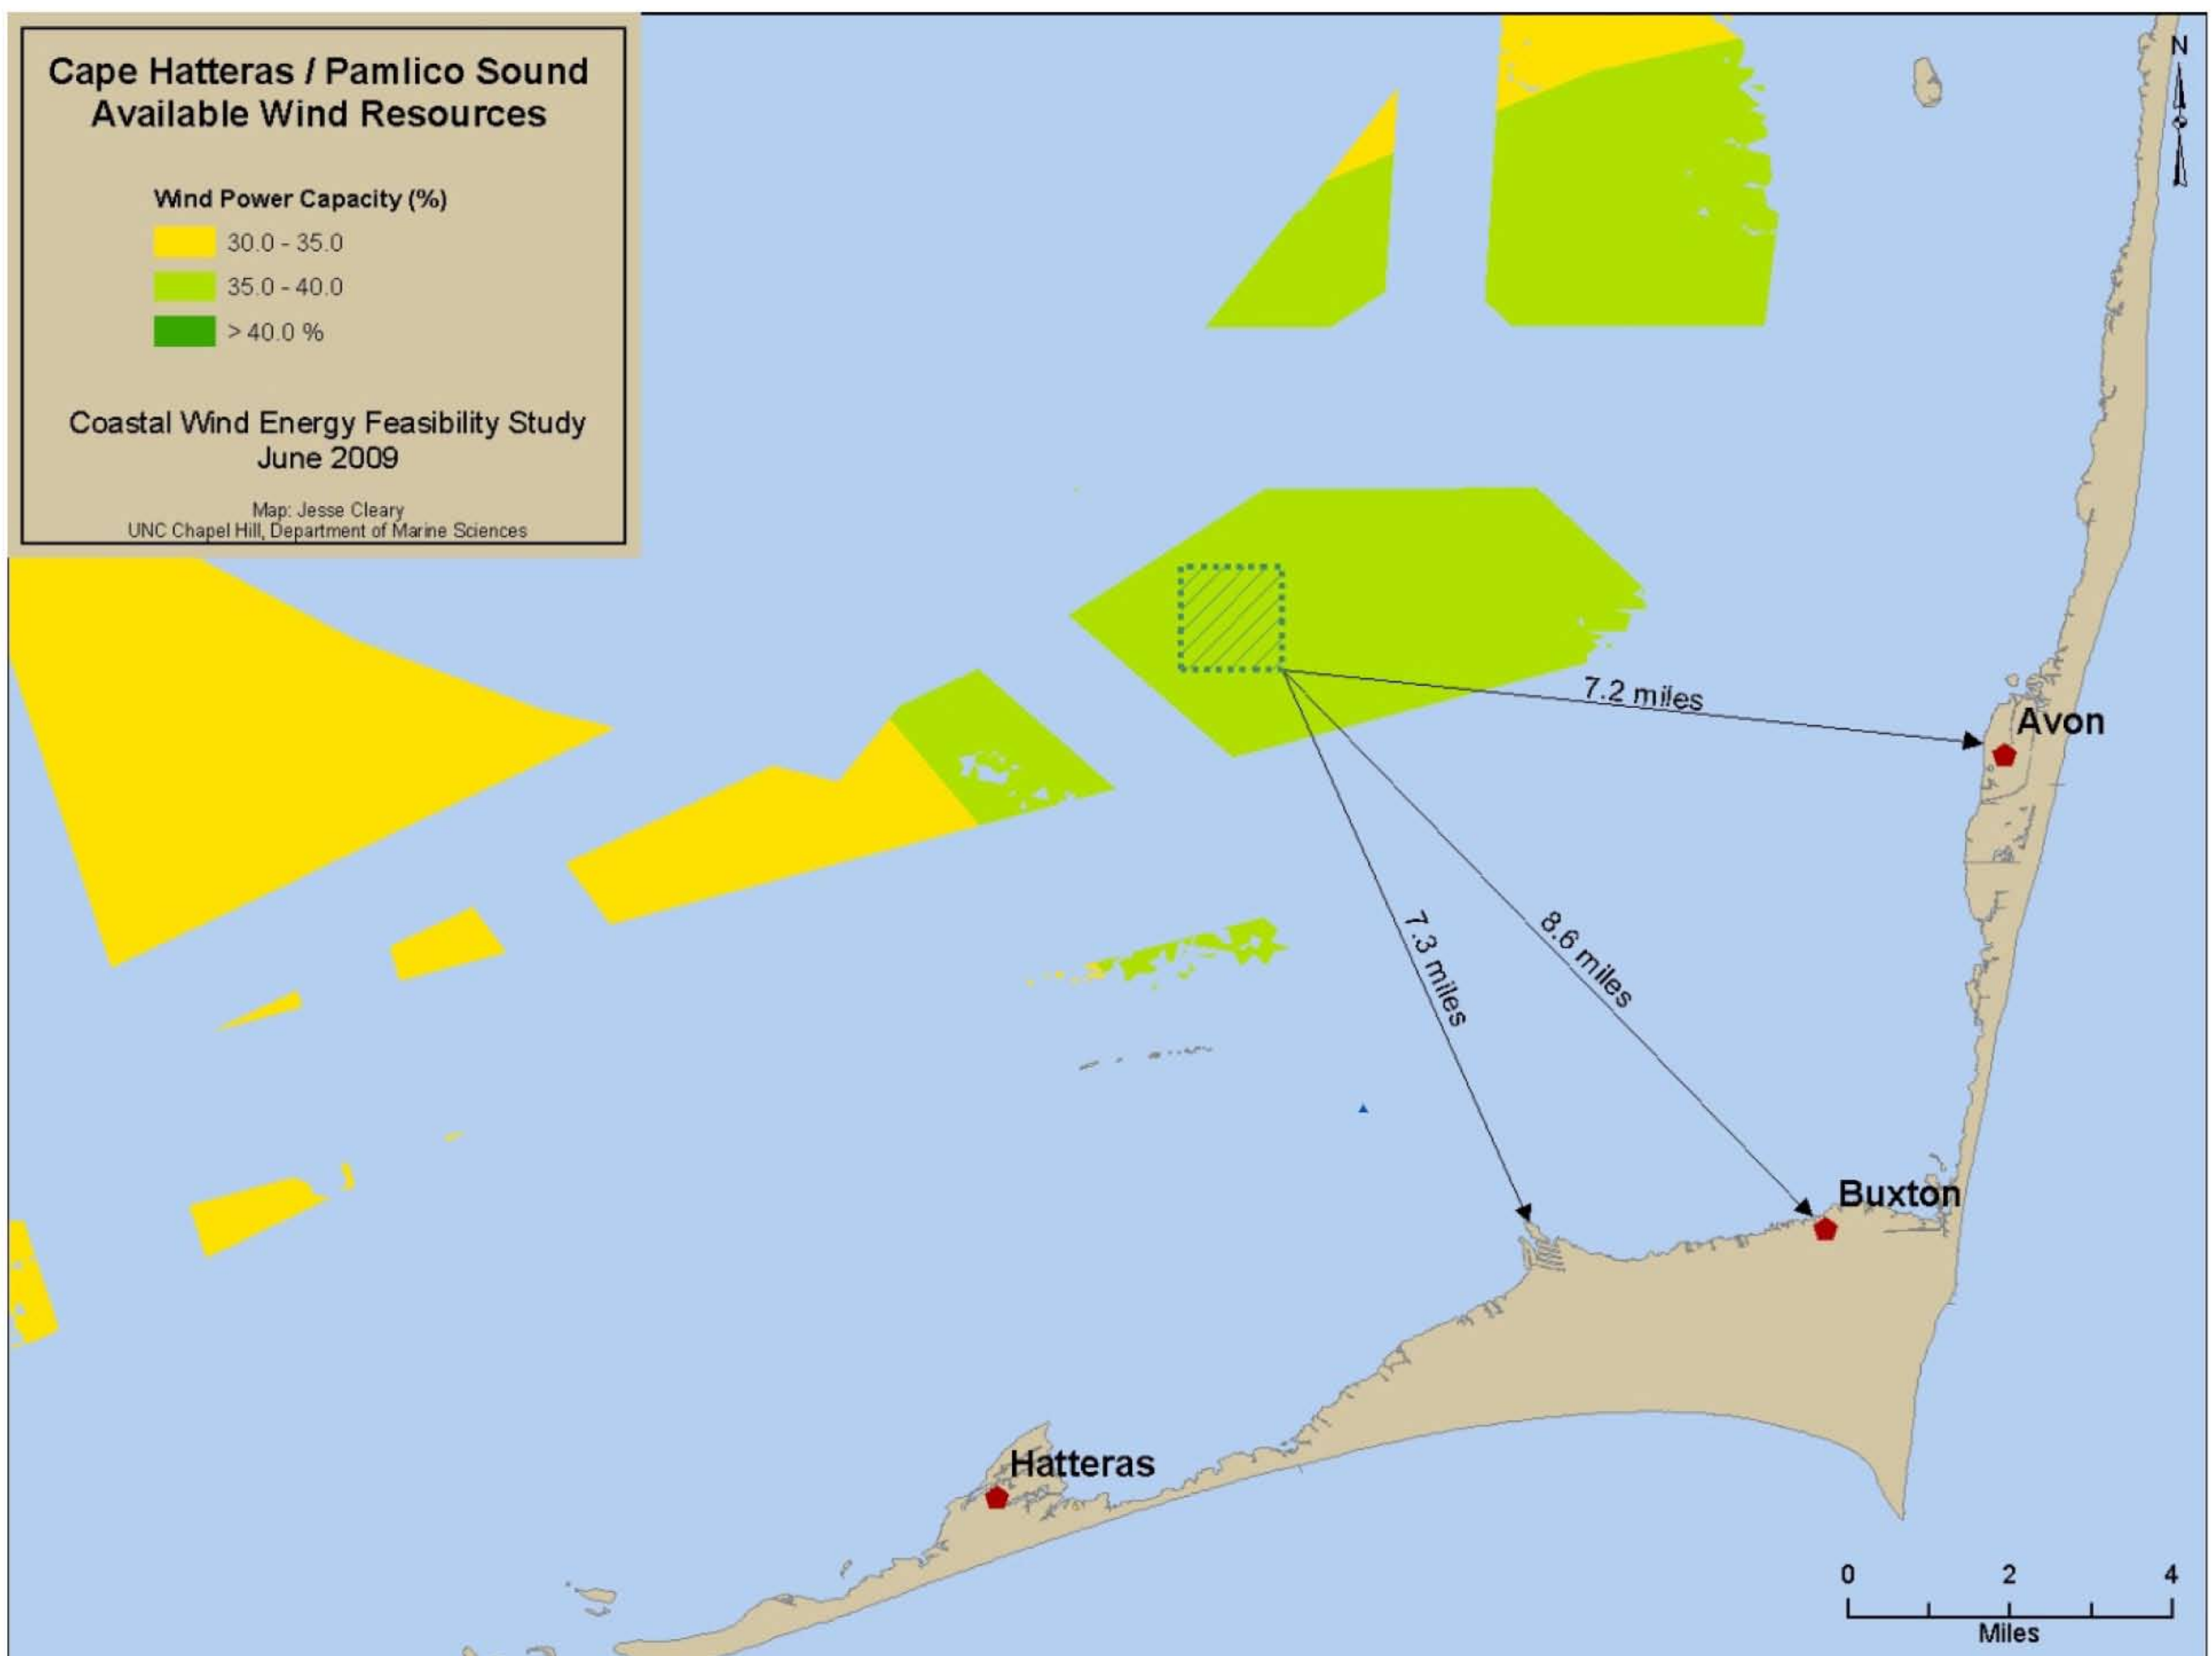 Cape Hatteras / Pamlico Sound
Available Wind Resources
Wind Power Capacity (%)
30.0 - 35.0
35.0 - 40.0
> 40.0 %
Coastal Wind Energy Feasibility Study
June 2009
Map: Jesse Cleary
UNC Chapel Hill, Department of Marine Sciences
N
7.2 miles
Avon
7.3 miles
8.6 miles
Buxton
Hatteras
0 2 4
Miles